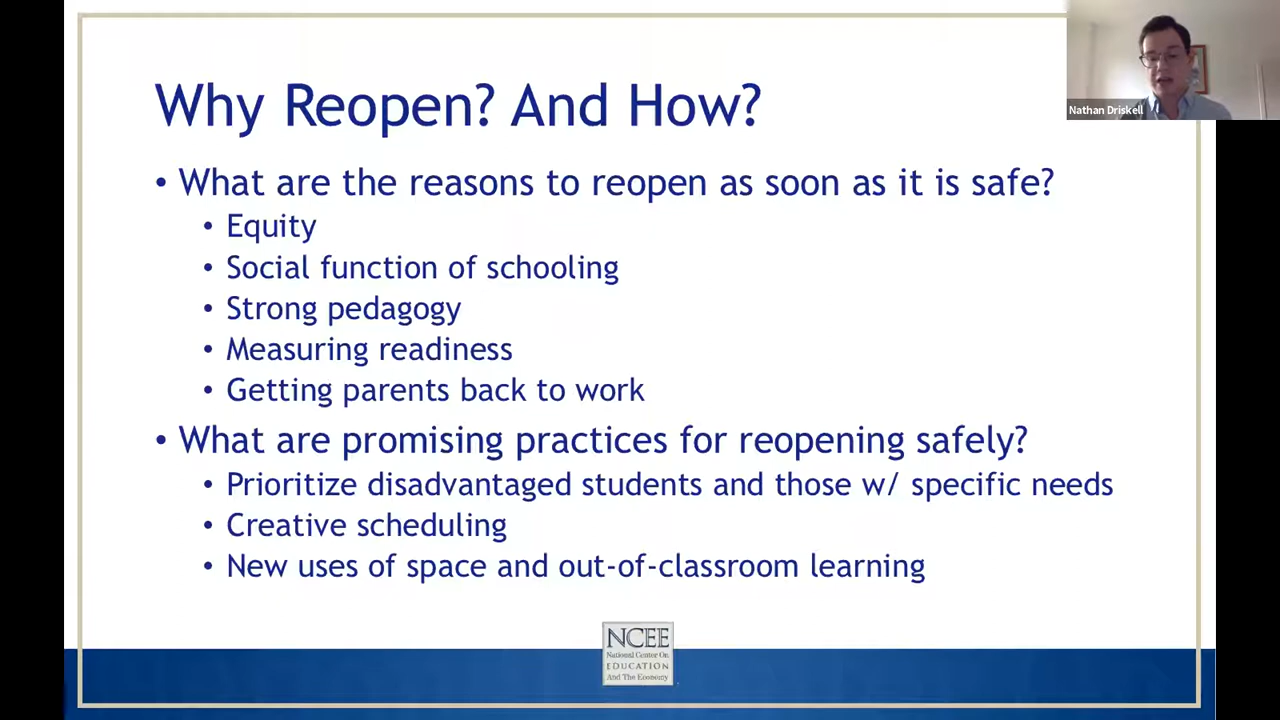 Why Reopen? And How?
• What are the reasons to reopen as soon as it is safe?
• Equity
• Social function of schooling
• Strong pedagogy
• Measuring readiness
• Getting parents back to work
• What are promising practices for reopening safely?
• Prioritize disadvantaged students and those w/ specific needs
• Creative scheduling
• New uses of space and out-of-classroom learning
Nathan Driskell
NCEE
National Center On
EDUCATION
And The Economy